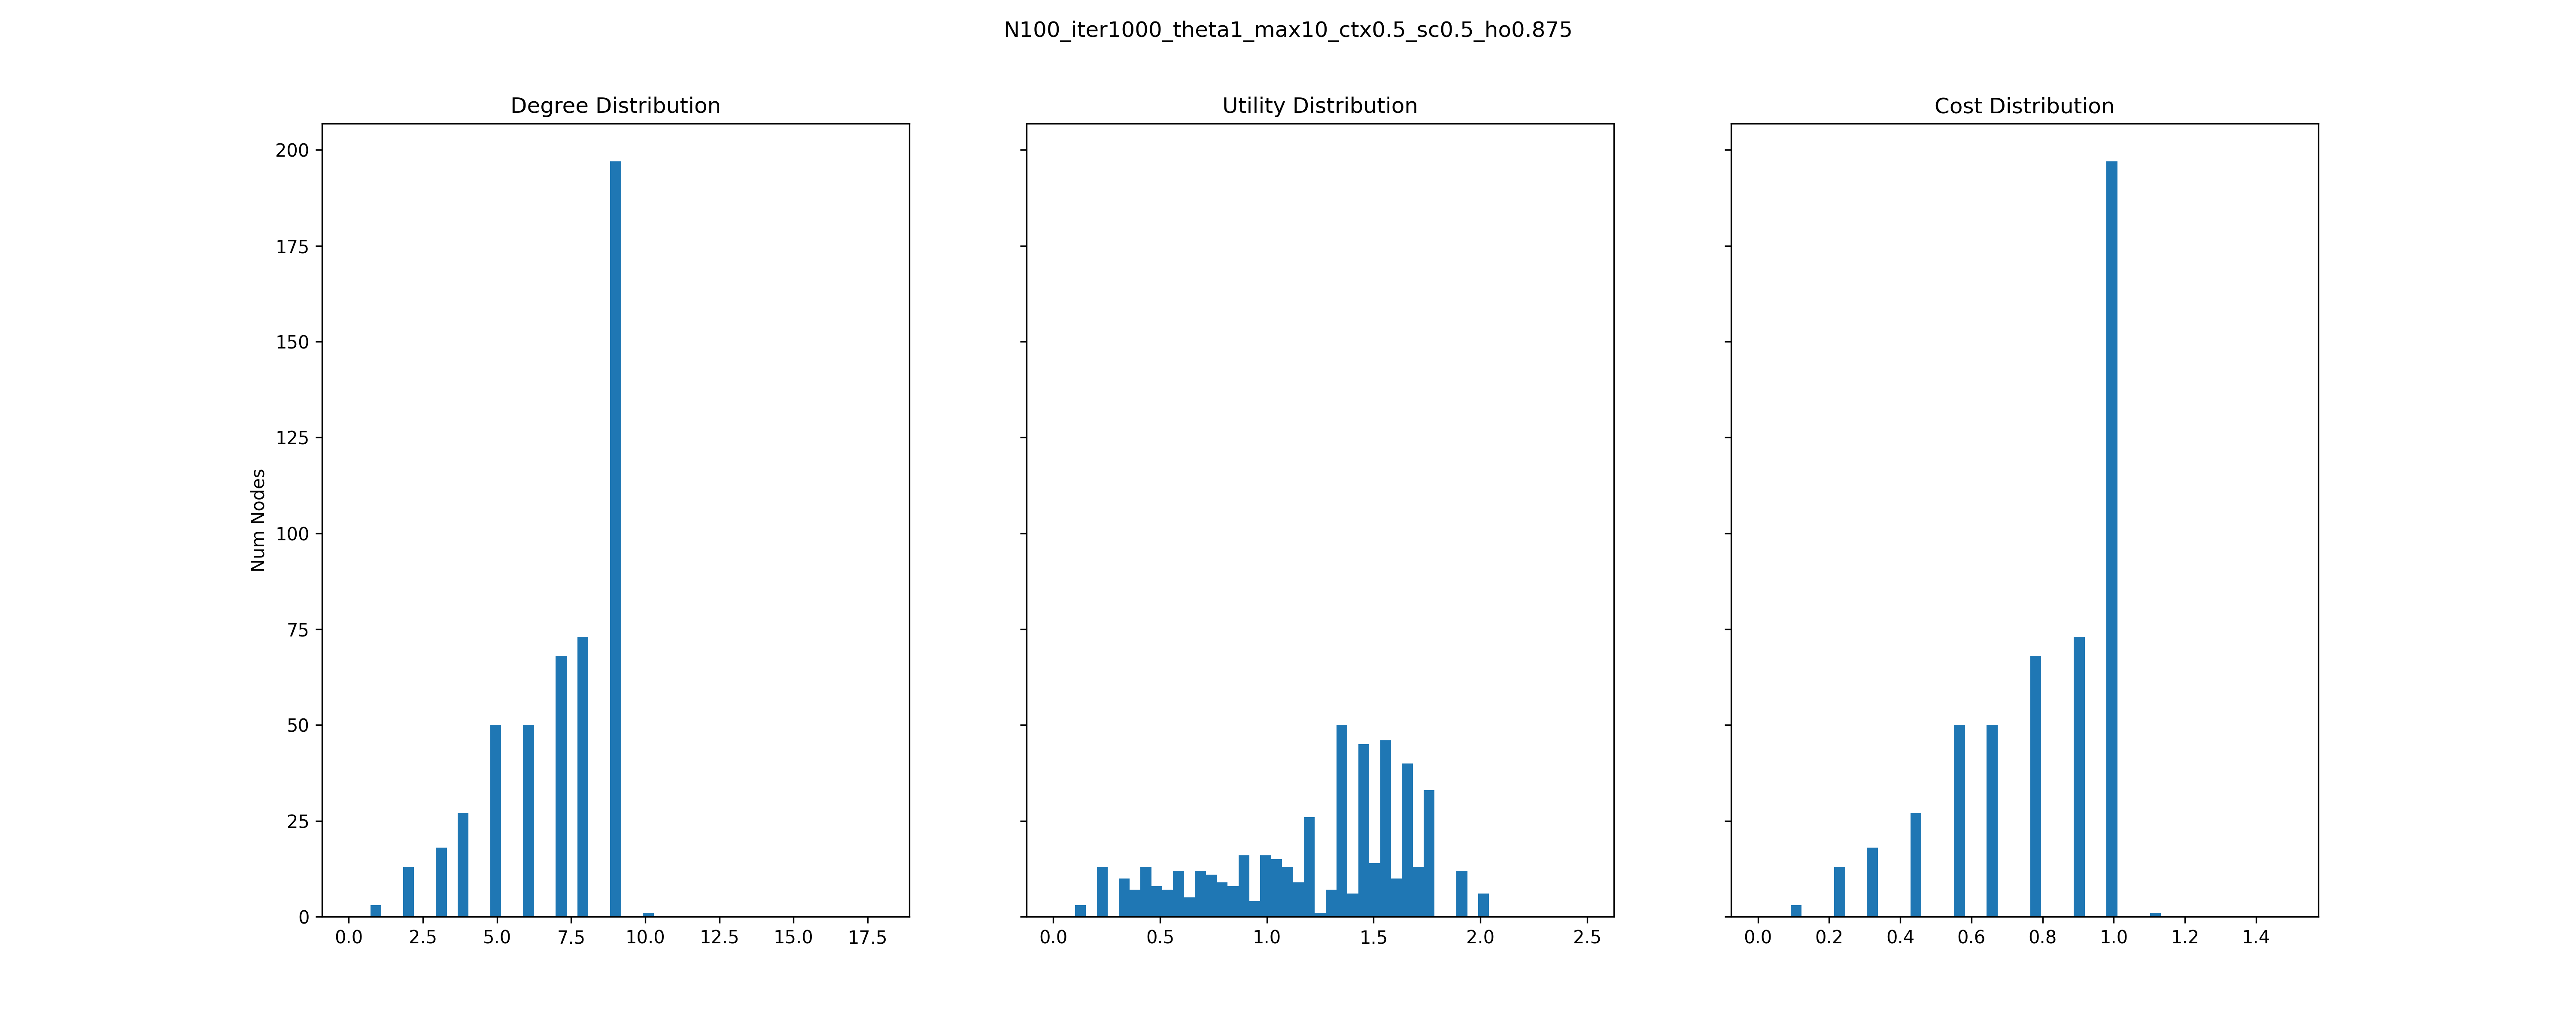 N100_iter1000_theta1_max10_ctx0.5_sc0.5_ho0.875
Degree Distribution
Utility Distribution
Cost Distribution
Num Nodes
200
175
150
125
100
75
50
25
0
0.0 2.5 5.0 7.5 10.0 12.5 15.0 17.5
0.0 0.5 1.0 1.5 2.0 2.5
0.0 0.2 0.4 0.6 0.8 1.0 1.2 1.4